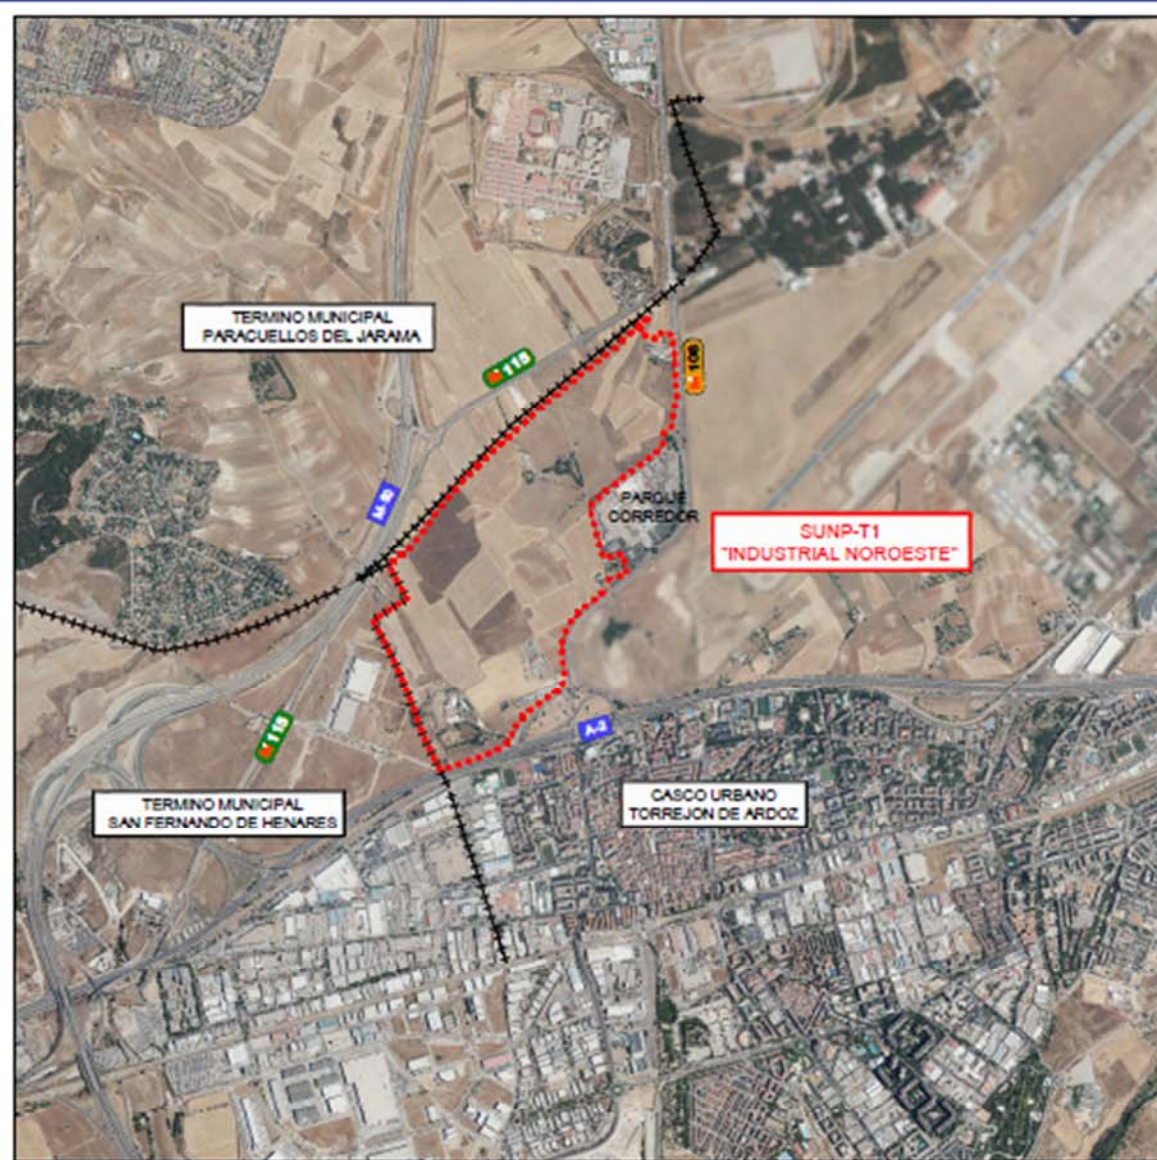 TERMINO MUNICIPAL
PARACUELLOS DEL JARAMA
115
108
M-50
PARQUE
CORREDOR
SUNP-T1
"INDUSTRIAL NOROESTE"
115
A-2
TERMINO MUNICIPAL
SAN FERNANDO DE HENARES
CASCO URBANO
TORREJON DE ARDOZ